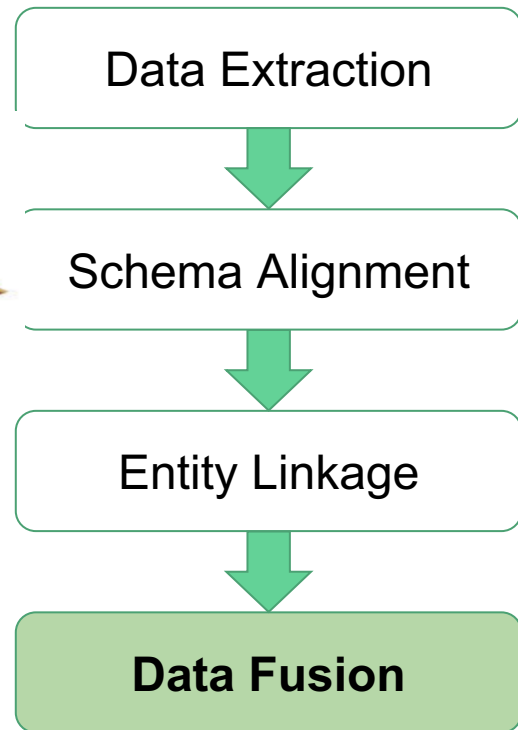 Data Extraction
Schema Alignment
Entity Linkage
Data Fusion